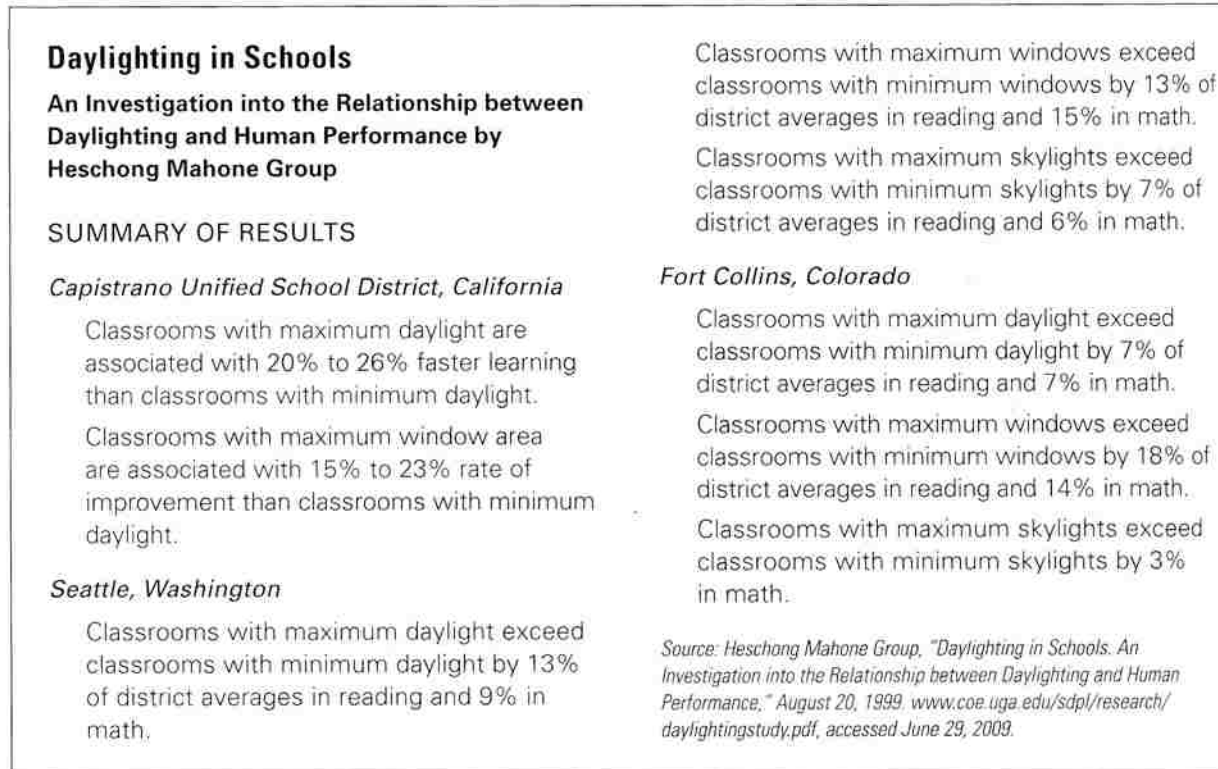 Daylighting in Schools
An Investigation into the Relationship between
Daylighting and Human Performance by
Heschong Mahone Group
SUMMARY OF RESULTS
Capistrano Unified School District, California
Classrooms with maximum daylight are
associated with 20% to 26% faster learning
than classrooms with minimum daylight.
Classrooms with maximum window area
are associated with 15% to 23% rate of
improvement than classrooms with minimum
daylight.
Seattle, Washington
Classrooms with maximum daylight exceed
classrooms with minimum daylight by 13%
of district averages in reading and 9% in
math.
Classrooms with maximum windows exceed
classrooms with minimum windows by 13% of
district averages in reading and 15% in math.
Classrooms with maximum skylights exceed
classrooms with minimum skylights by 7% of
district averages in reading and 6% in math.
Fort Collins, Colorado
Classrooms with maximum daylight exceed
classrooms with minimum daylight by 7% of
district averages in reading and 7% in math.
Classrooms with maximum windows exceed
classrooms with minimum windows by 18% of
district averages in reading and 14% in math.
Classrooms with maximum skylights exceed
classrooms with minimum skylights by 3%
in math.
Source: Heschong Mahone Group, "Daylighting in Schools. An
Investigation into the Relationship between Daylighting and Human
Performance," August 20, 1999. www.coe.uga.edu/sdpl/research/
daylightingstudy.pdf, accessed June 29, 2009.